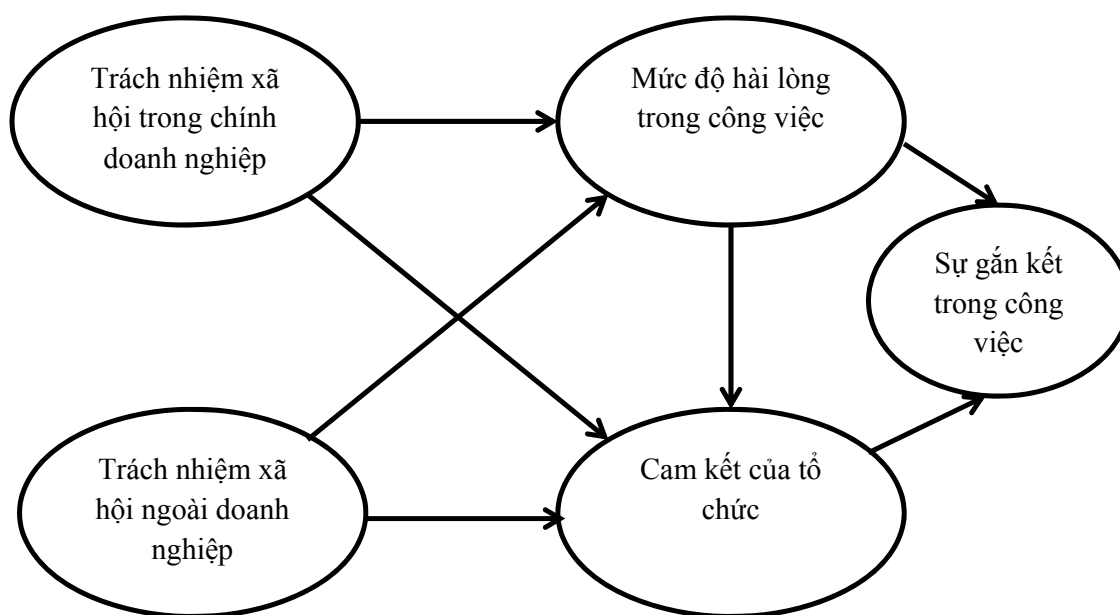 Trách nhiệm xã
hội trong chính
doanh nghiệp
Mức độ hài lòng
trong công việc
Sự gắn kết
trong công
việc
Trách nhiệm xã
hội ngoài doanh
nghiệp
Cam kết của tổ
chức